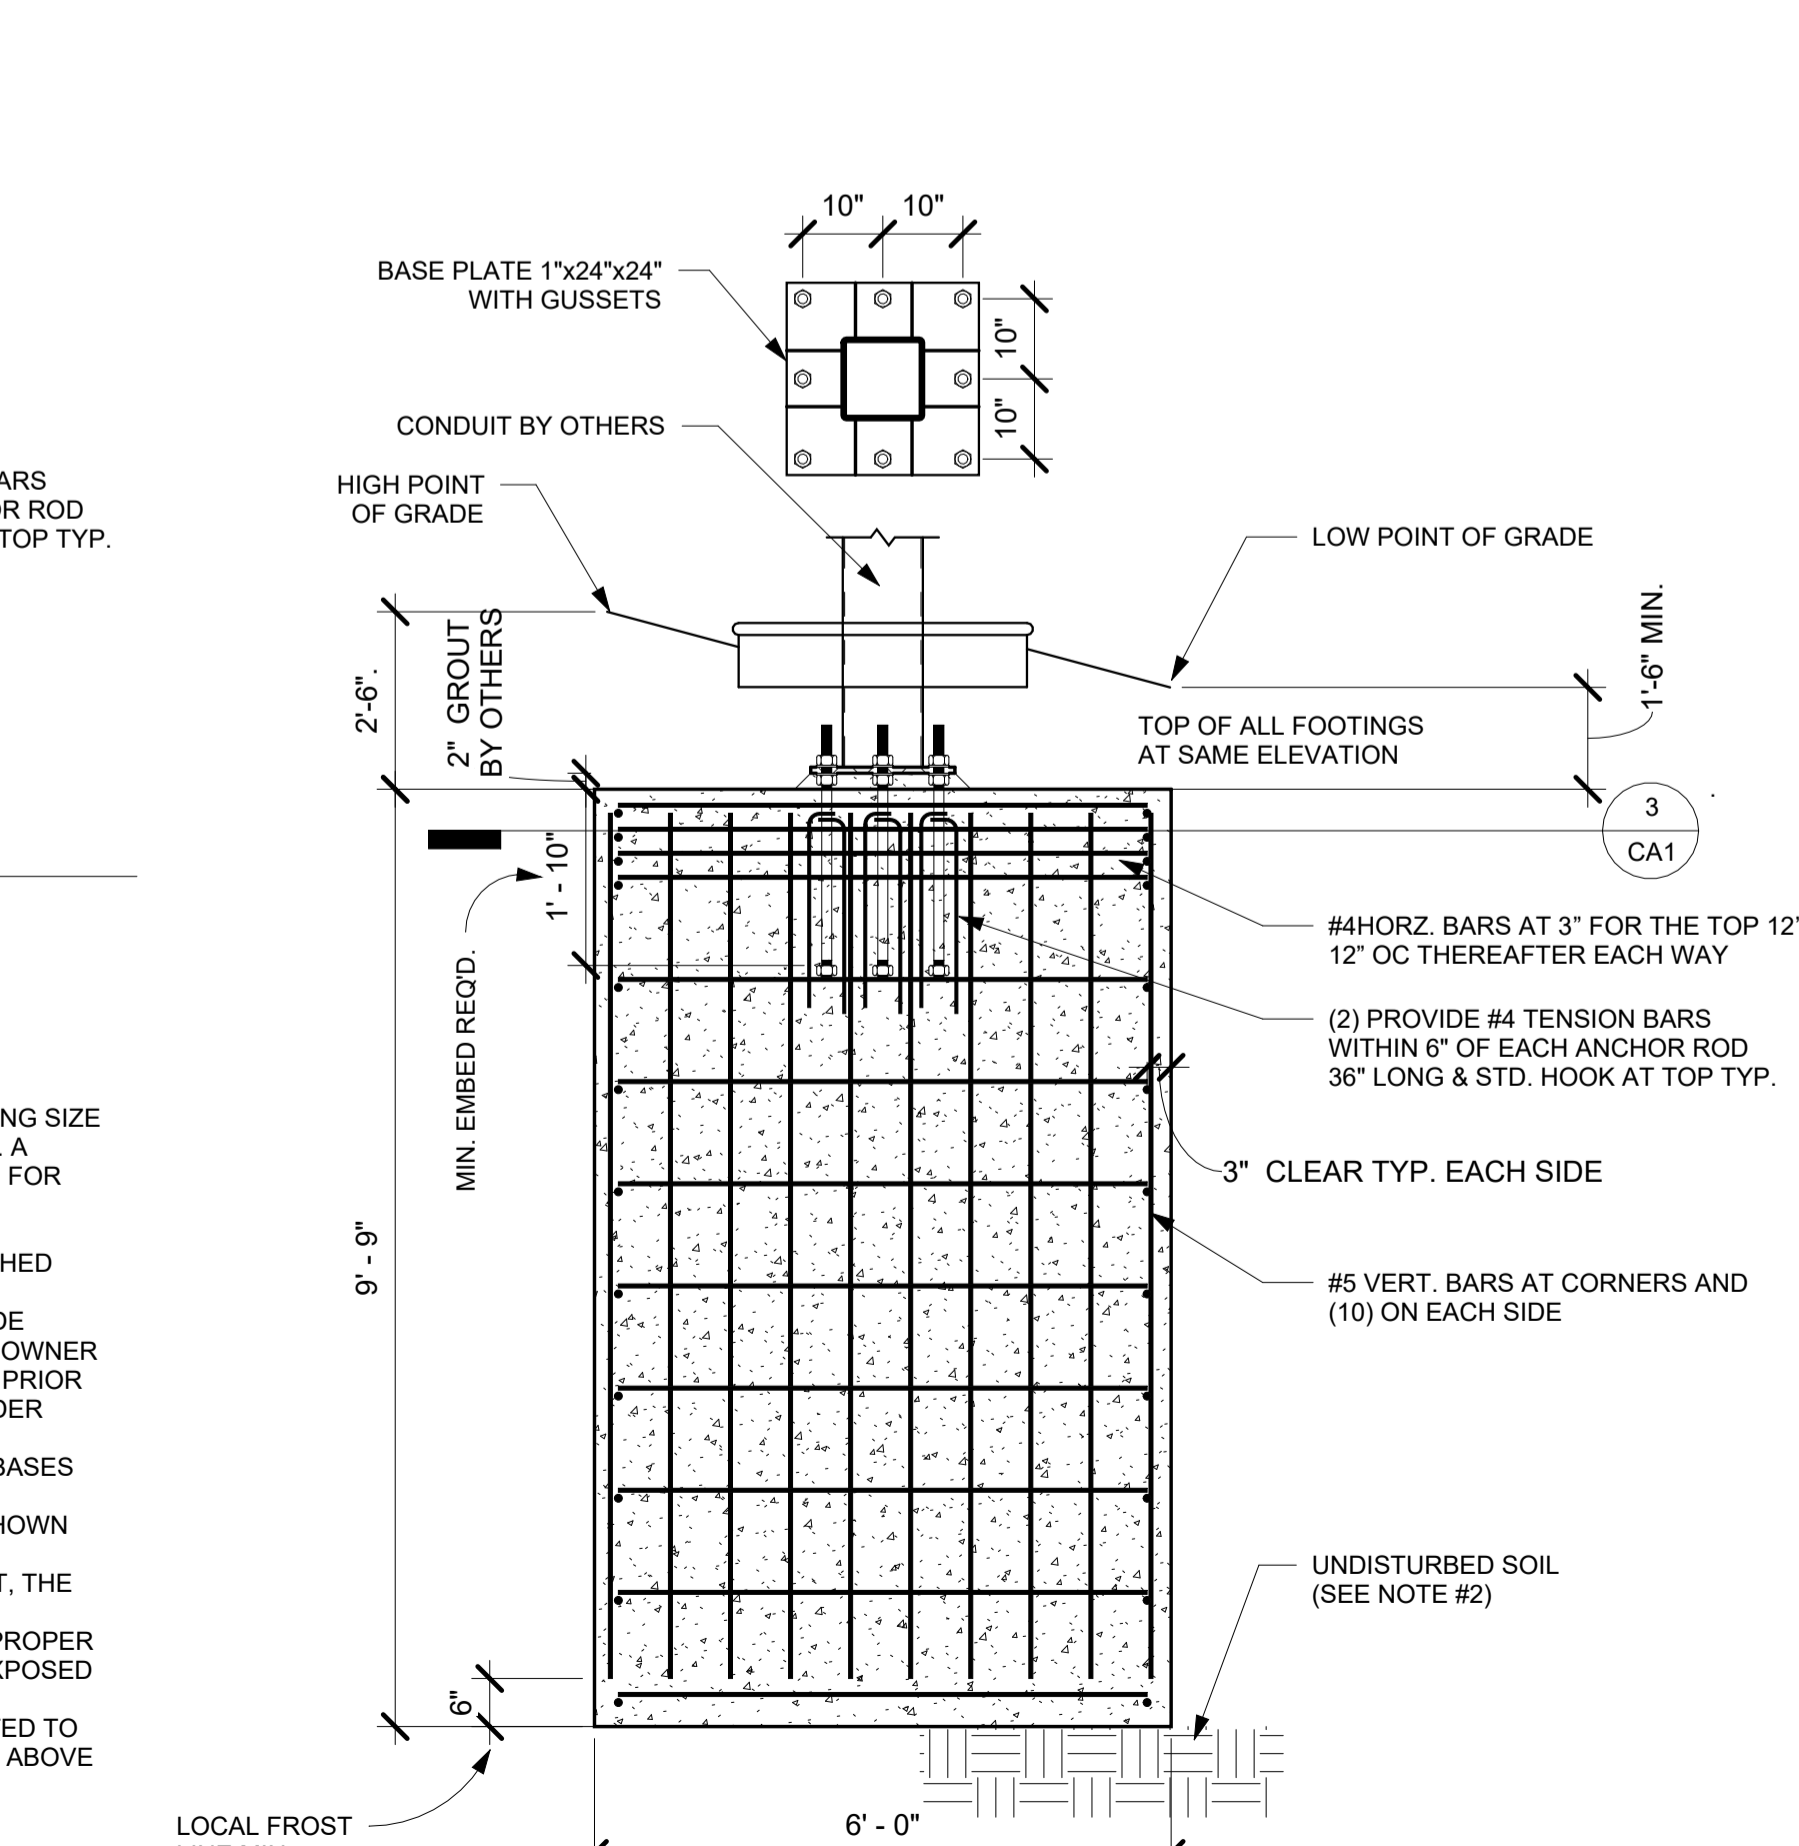 10" 10"
BASE PLATE 1"x24"x24"
WITH GUSSETS
10"
10"
CONDUIT BY OTHERS
HIGH POINT
OF GRADE
ARS
OR ROD
TOP TYP.
LOW POINT OF GRADE
2'-6".
2" GROUT
BY OTHERS
1'-6" MIN.
TOP OF ALL FOOTINGS
AT SAME ELEVATION
3
CA1
1' - 10"
MIN. EMBED REQ'D.
#4HORZ. BARS AT 3” FOR THE TOP 12”
12” OC THEREAFTER EACH WAY
(2) PROVIDE #4 TENSION BARS
WITHIN 6" OF EACH ANCHOR ROD
36" LONG & STD. HOOK AT TOP TYP.
3" CLEAR TYP. EACH SIDE
9' - 9"
#5 VERT. BARS AT CORNERS AND
(10) ON EACH SIDE
NG SIZE
. A
FOR
HED
DE
OWNER
PRIOR
DER
BASES
HOWN
T, THE
PROPER
XPOSED
TED TO
ABOVE
UNDISTURBED SOIL
(SEE NOTE #2)
6"
LOCAL FROST
6' - 0"